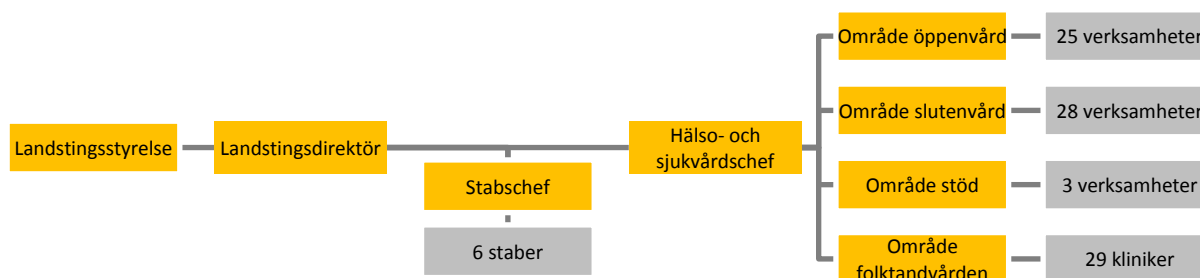 Landstingsstyrelse
Landstingsdirektör
Stabschef
6 staber
Hälso- och
sjukvårdschef
Område öppenvård
25 verksamheter
Område slutenvård
28 verksamheter
Område stöd
3 verksamheter
Område
folktandvården
29 kliniker